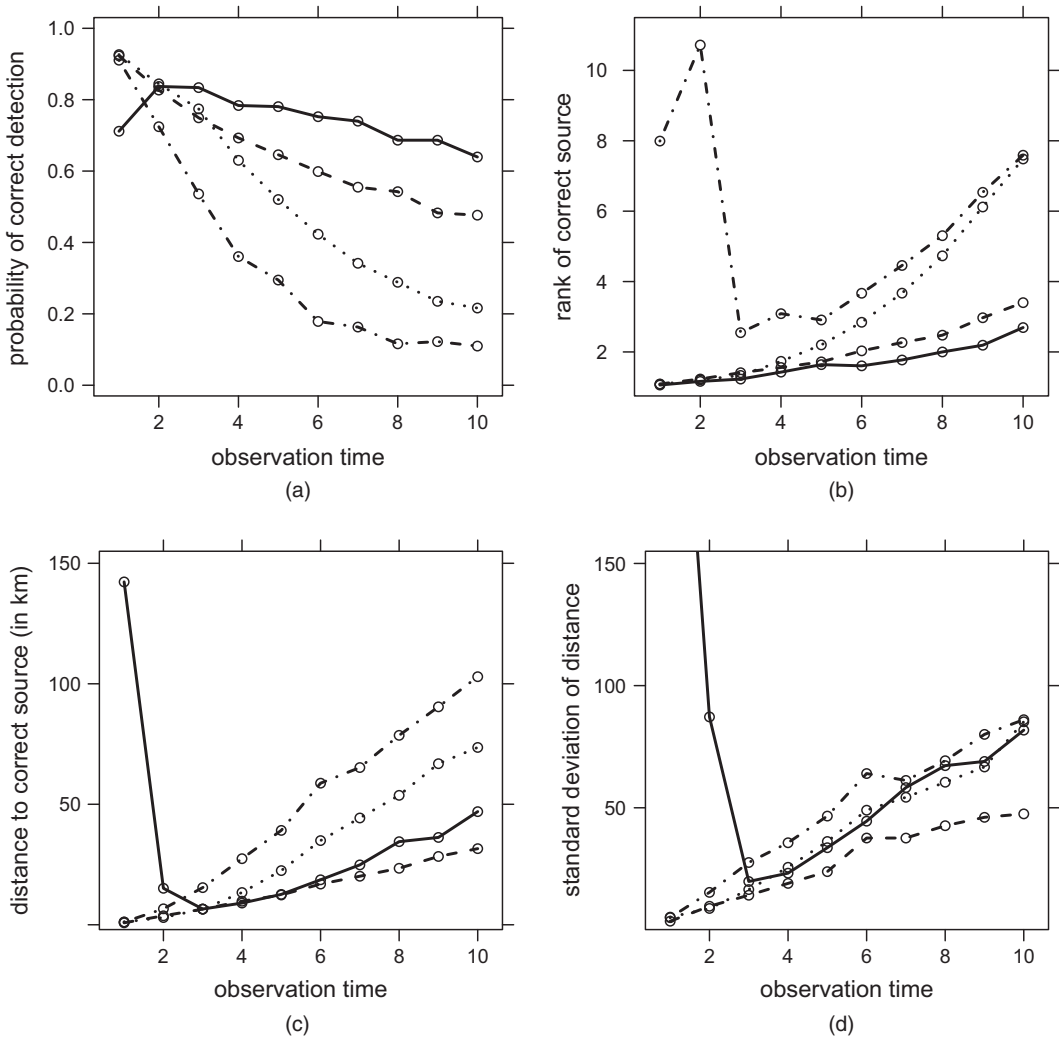 probability of correct detection
1.0
0.8
0.6
0.4
0.2
0.0
2 4 6 8 10
observation time
(a)
rank of correct source
10
8
6
4
2
2 4 6 8 10
observation time
(b)
distance to correct source (in km)
150
100
50
2 4 6 8 10
observation time
(c)
standard deviation of distance
150
100
50
2 4 6 8 10
observation time
(d)